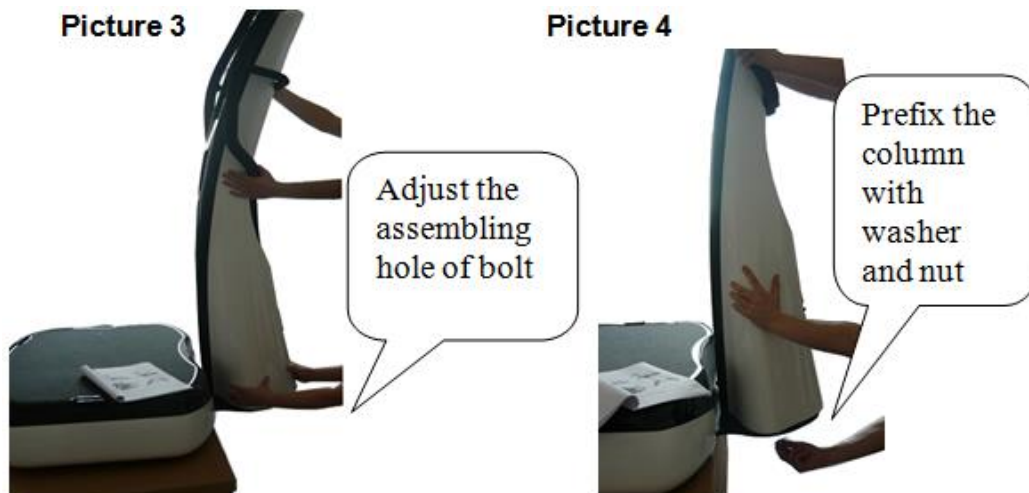 Picture 3
Picture 4
Adjust the
assembling
hole of bolt
Prefix the
column
with
washer
and nut